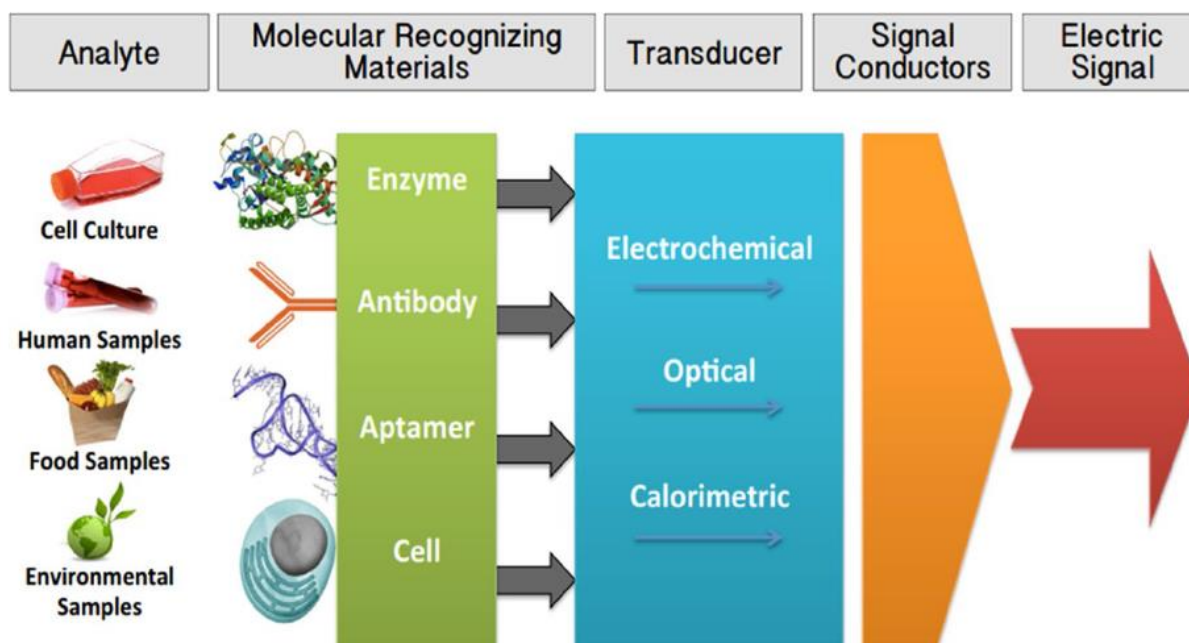 Analyte
Molecular Recognizing
Materials
Transducer
Signal
Conductors
Electric
Signal
Cell Culture
Human Samples
Food Samples
Environmental
Samples
Enzyme
Antibody
Aptamer
Cell
Electrochemical
Optical
Calorimetric